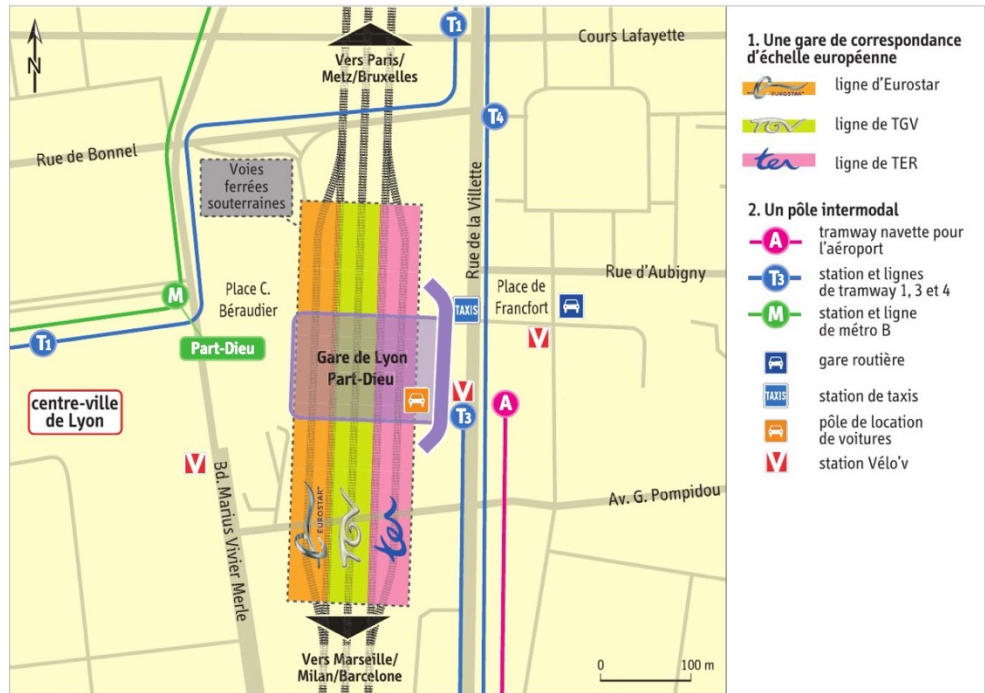 N
Vers Paris/
Metz/Bruxelles
T1
Cours Lafayette
T4
Rue de Bonnel
Voies
ferrées
souterraines
Rue de la Villette
Rue d'Aubigny
Place C.
Béraudier
M
Place de
Francfort
TAXIS
V
T1
Part-Dieu
Gare de Lyon
Part-Dieu
centre-ville
de Lyon
V
T3
A
V
Bd. Marius Vivier Merle
Av. G. Pompidou
EUROSTAR
TGV
ter
Vers Marseille/
Milan/Barcelone
0 100 m
1. Une gare de correspondance
d'échelle européenne
EUROSTAR ligne d'Eurostar
TGV ligne de TGV
ter ligne de TER
2. Un pôle intermodal
A tramway navette pour
l'aéroport
T3 station et lignes
de tramway 1, 3 et 4
M station et ligne
de métro B
gare routière
TAXIS station de taxis
pôle de location
de voitures
V station Vélo'v